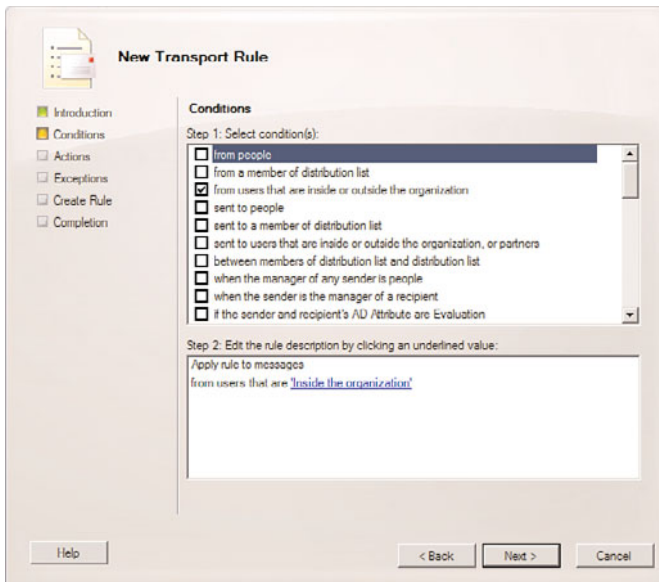 New Transport Rule
Introduction
Conditions
Actions
Exceptions
Create Rule
Completion
Conditions
Step 1: Select condition(s):
from people
from a member of distribution list
from users that are inside or outside the organization
sent to people
sent to a member of distribution list
sent to users that are inside or outside the organization, or partners
between members of distribution list and distribution list
when the manager of any sender is people
when the sender is the manager of a recipient
if the sender and recipient's AD Attribute are Evaluation
Step 2: Edit the rule description by clicking an underlined value:
Apply rule to messages
from users that are 'Inside the organization'
Help
< Back
Next >
Cancel